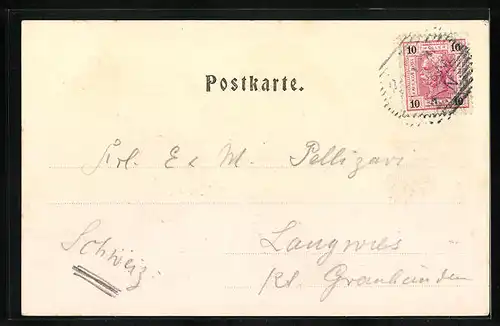 10 10
10 10
Postkarte.
Frl. E & M. Pellizari
Langwies
Schweiz.
Kt. Graubünden